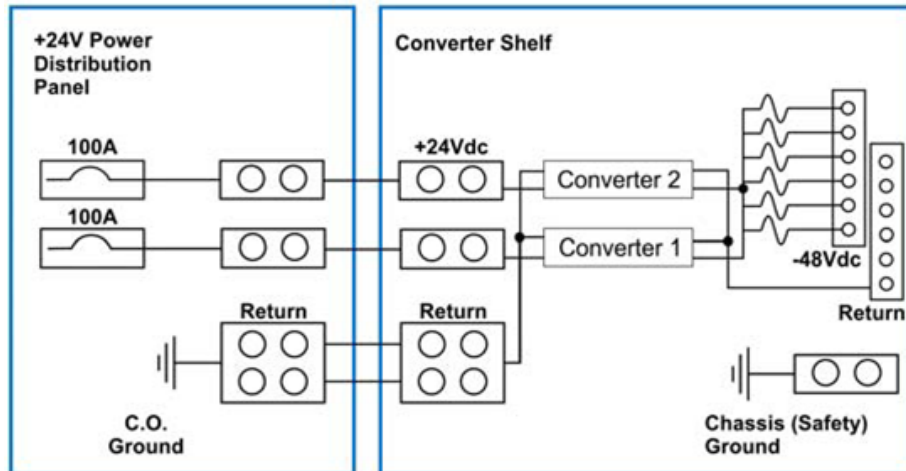 +24V Power
Distribution
Panel
100A
100A
Return
C.O.
Ground
Converter Shelf
+24Vdc
Converter 2
Converter 1
-48Vdc
Return
Return
Chassis (Safety)
Ground